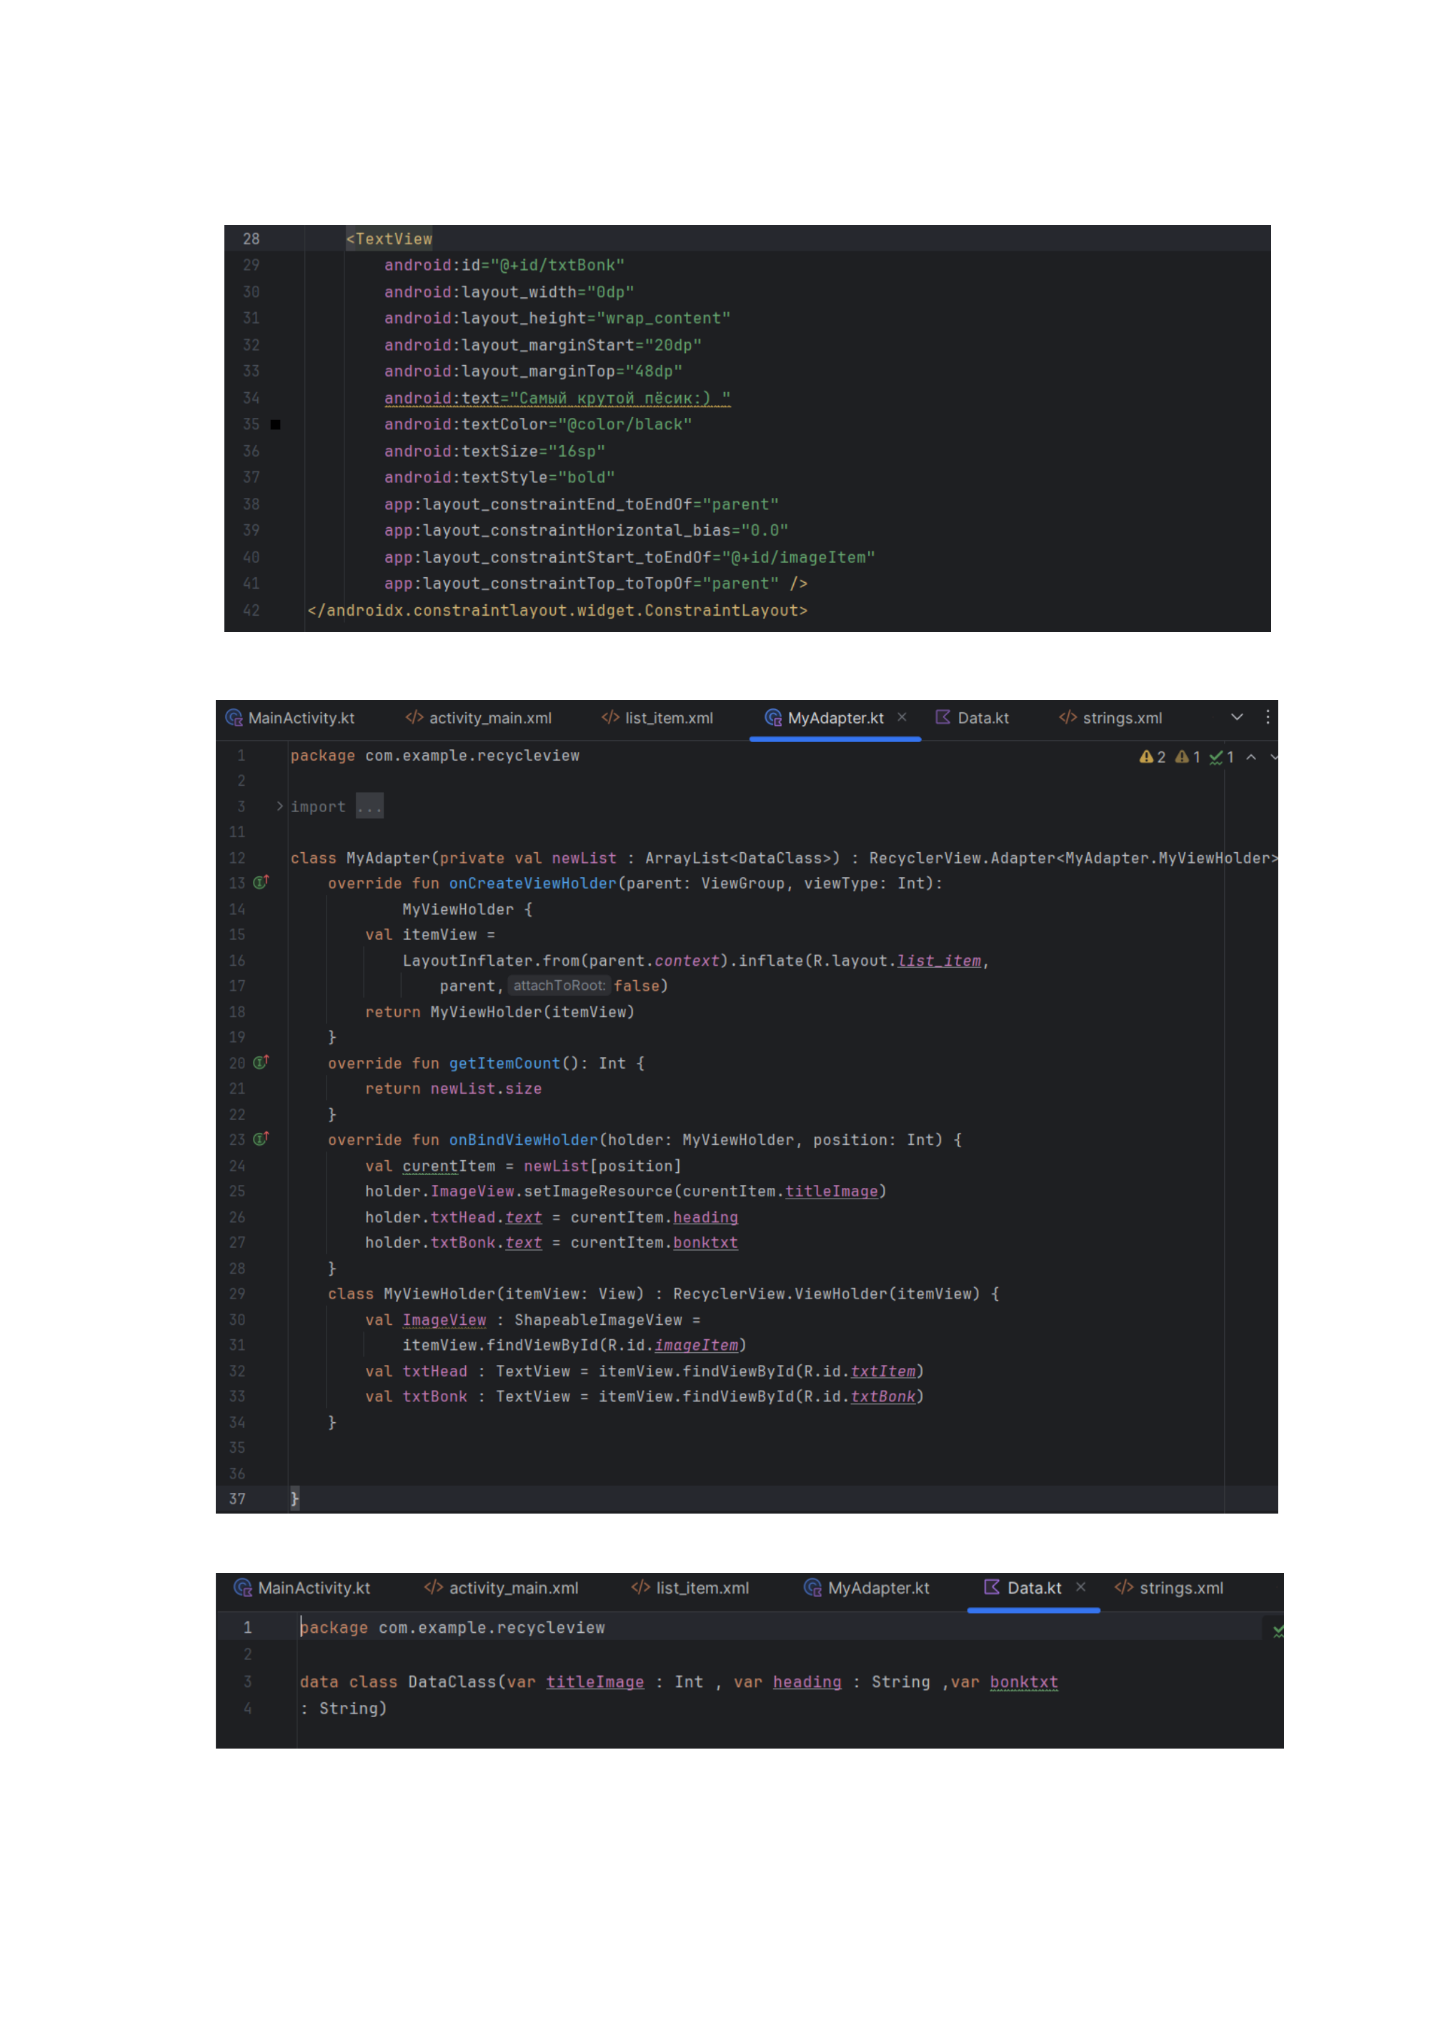 28 <TextView
29 android:id="@+id/txtBonk"
30 android:layout_width="0dp"
31 android:layout_height="wrap_content"
32 android:layout_marginStart="20dp"
33 android:layout_marginTop="48dp"
34 android:text="Самый крутой пёсик:) "
35 android:textColor="@color/black"
36 android:textSize="16sp"
37 android:textStyle="bold"
38 app:layout_constraintEnd_toEndOf="parent"
39 app:layout_constraintHorizontal_bias="0.0"
40 app:layout_constraintStart_toEndOf="@+id/imageItem"
41 app:layout_constraintTop_toTopOf="parent" />
42 </androidx.constraintlayout.widget.ConstraintLayout>
MainActivity.kt activity_main.xml list_item.xml MyAdapter.kt Data.kt strings.xml
1 package com.example.recycleview 2 1 1
2
3 import ...
11
12 class MyAdapter(private val newList : ArrayList<DataClass>) : RecyclerView.Adapter<MyAdapter.MyViewHolder>
13 override fun onCreateViewHolder(parent: ViewGroup, viewType: Int):
14 MyViewHolder {
15 val itemView =
16 LayoutInflater.from(parent.context).inflate(R.layout.list_item,
17 parent, attachToRoot: false)
18 return MyViewHolder(itemView)
19 }
20 override fun getItemCount(): Int {
21 return newList.size
22 }
23 override fun onBindViewHolder(holder: MyViewHolder, position: Int) {
24 val curentItem = newList[position]
25 holder.ImageView.setImageResource(curentItem.titleImage)
26 holder.txtHead.text = curentItem.heading
27 holder.txtBonk.text = curentItem.bonktxt
28 }
29 class MyViewHolder(itemView: View) : RecyclerView.ViewHolder(itemView) {
30 val ImageView : ShapeableImageView =
31 itemView.findViewById(R.id.imageItem)
32 val txtHead : TextView = itemView.findViewById(R.id.txtItem)
33 val txtBonk : TextView = itemView.findViewById(R.id.txtBonk)
34 }
35
36
37 }
MainActivity.kt activity_main.xml list_item.xml MyAdapter.kt Data.kt strings.xml
1 package com.example.recycleview
2
3 data class DataClass(var titleImage : Int , var heading : String ,var bonktxt
4 : String)